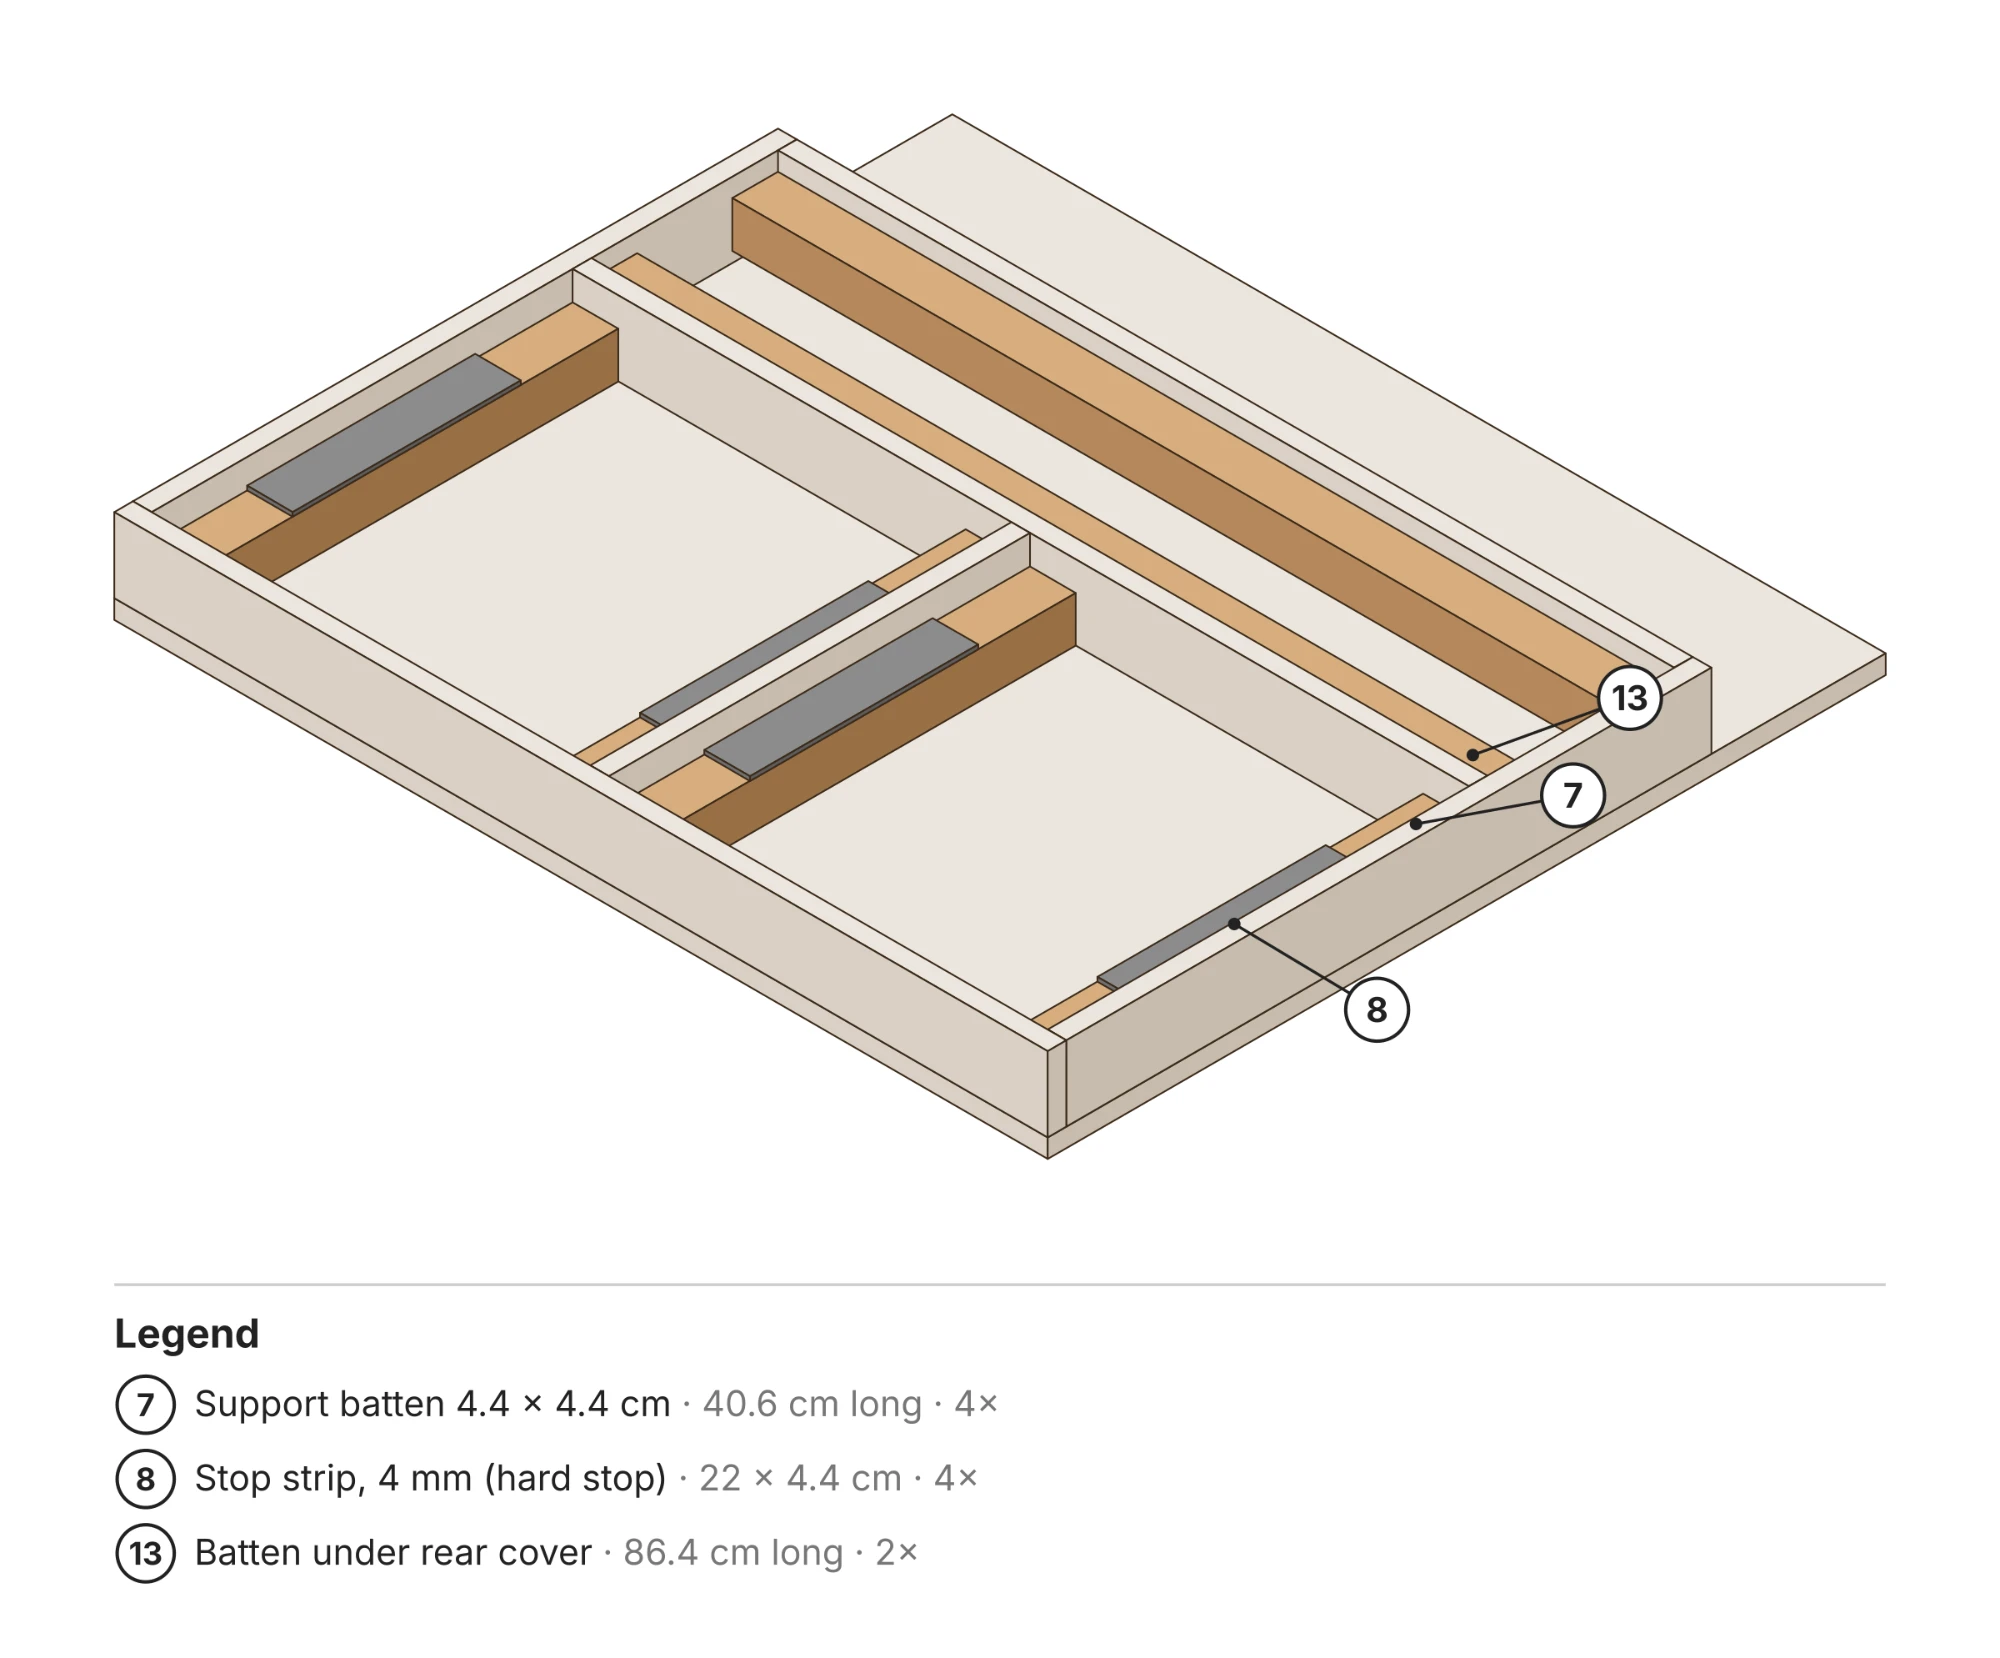 13
7
8
Legend
7 Support batten 4.4 × 4.4 cm · 40.6 cm long · 4×
8 Stop strip, 4 mm (hard stop) · 22 × 4.4 cm · 4×
13 Batten under rear cover · 86.4 cm long · 2×